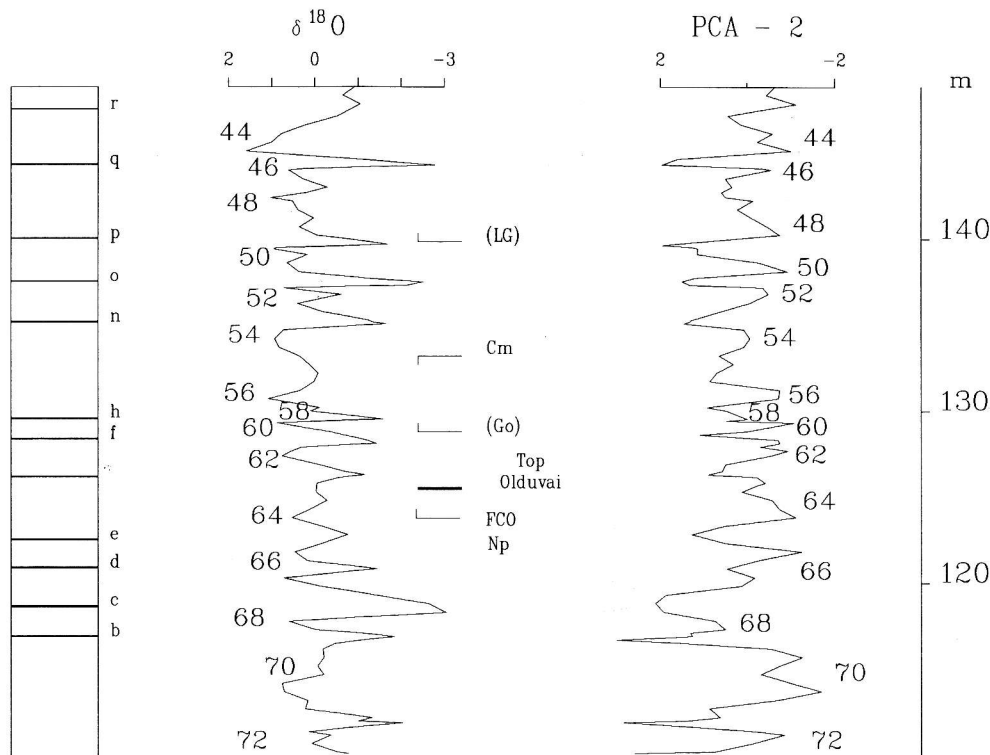 δ 18O
2 0 -3
PCA - 2
2 -2
m
r
q
p
o
n
h
f
e
d
c
b
44
46
48
50
52
54
56
58
60
62
64
66
68
70
72
(LG)
Cm
(Go)
Top
Olduvai
FCO
Np
44
46
48
50
52
54
56
58
60
62
64
66
68
70
72
140
130
120